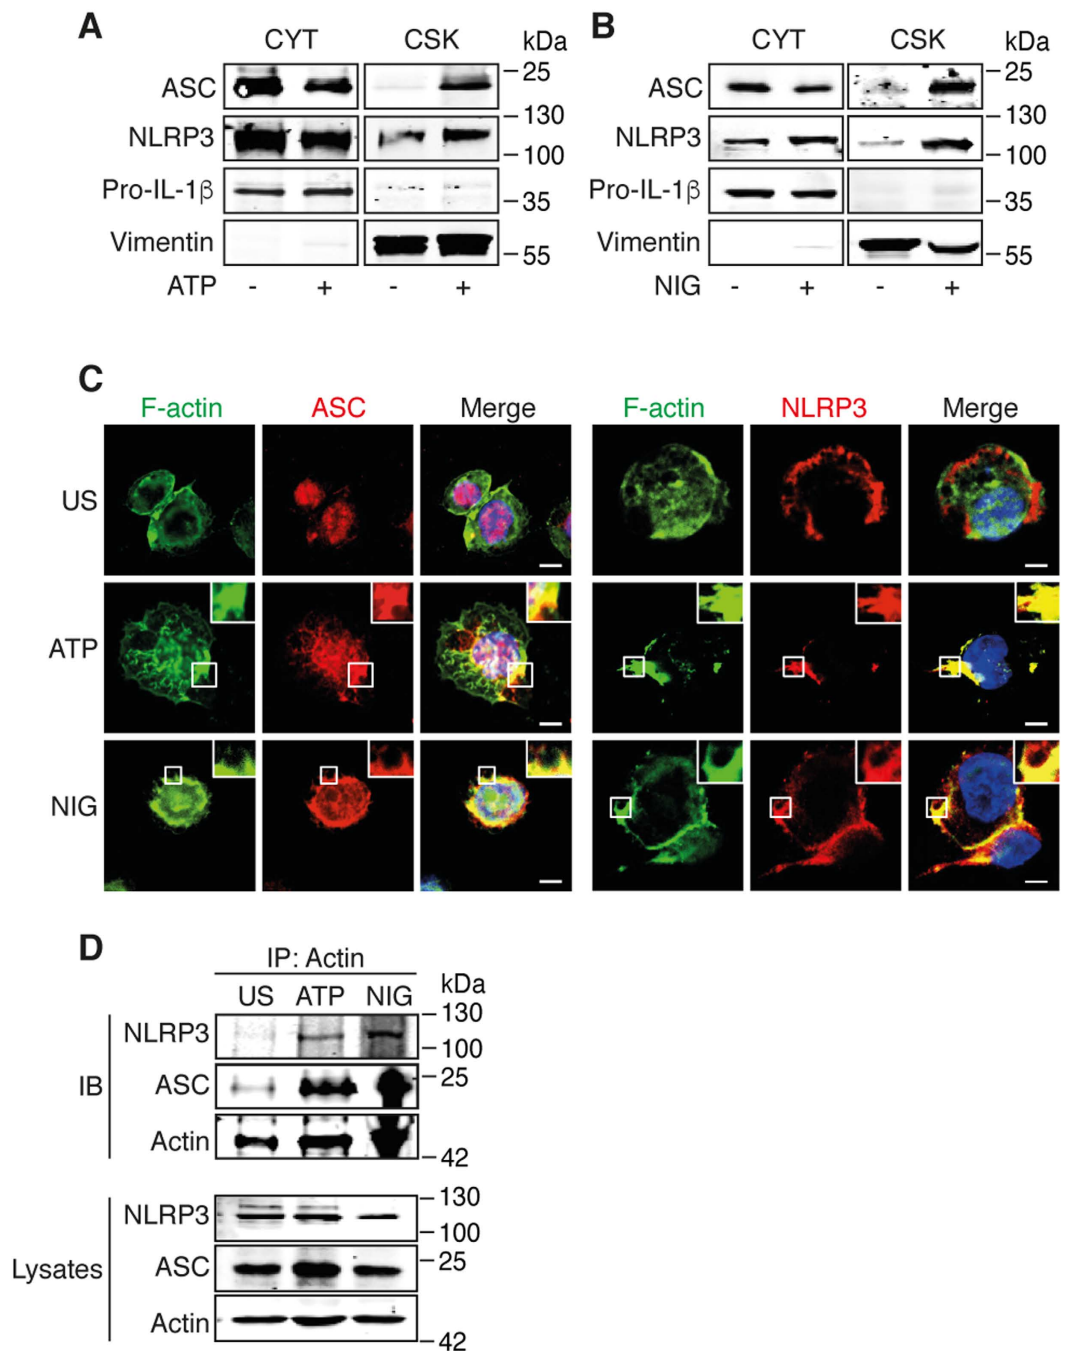 A
CYT CSK kDa
ASC 25
130
NLRP3 100
Pro-IL-1β 35
Vimentin 55
ATP - + - +
B
CYT CSK kDa
ASC 25
130
NLRP3 100
Pro-IL-1β 35
Vimentin 55
NIG - + - +
C
F-actin ASC Merge F-actin NLRP3 Merge
US
ATP
NIG
D
IP: Actin
US ATP NIG kDa
130
NLRP3 100
IB ASC 25
Actin 42
130
NLRP3 100
Lysates ASC 25
Actin 42